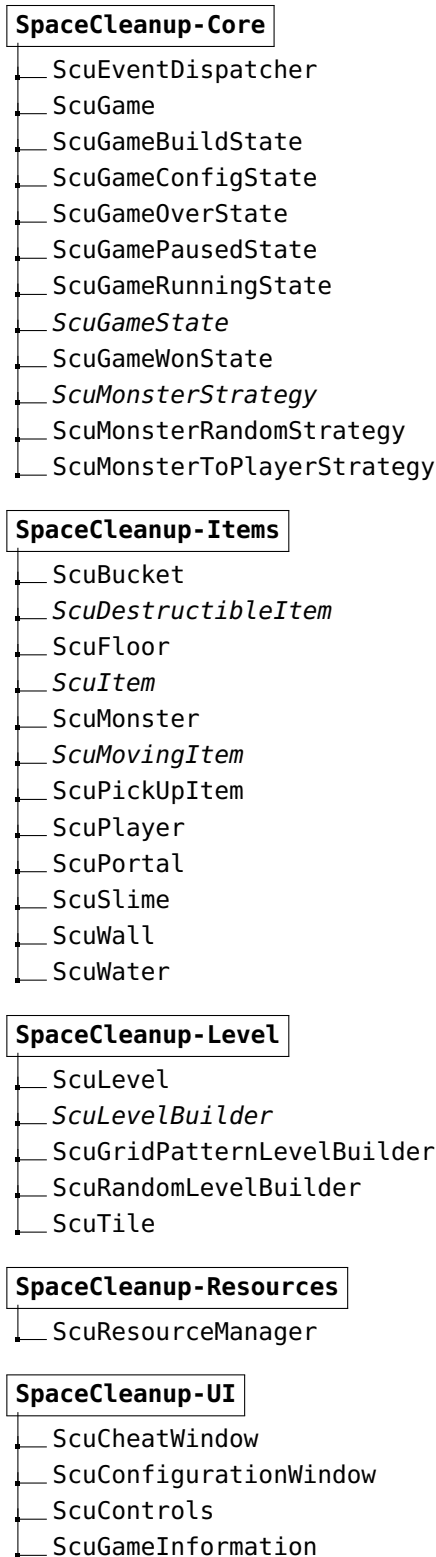 SpaceCleanup-Core
ScuEventDispatcher
ScuGame
ScuGameBuildState
ScuGameConfigState
ScuGameOverState
ScuGamePausedState
ScuGameRunningState
ScuGameState
ScuGameWonState
ScuMonsterStrategy
ScuMonsterRandomStrategy
ScuMonsterToPlayerStrategy
SpaceCleanup-Items
ScuBucket
ScuDestructibleItem
ScuFloor
ScuItem
ScuMonster
ScuMovingItem
ScuPickUpItem
ScuPlayer
ScuPortal
ScuSlime
ScuWall
ScuWater
SpaceCleanup-Level
ScuLevel
ScuLevelBuilder
ScuGridPatternLevelBuilder
ScuRandomLevelBuilder
ScuTile
SpaceCleanup-Resources
ScuResourceManager
SpaceCleanup-UI
ScuCheatWindow
ScuConfigurationWindow
ScuControls
ScuGameInformation